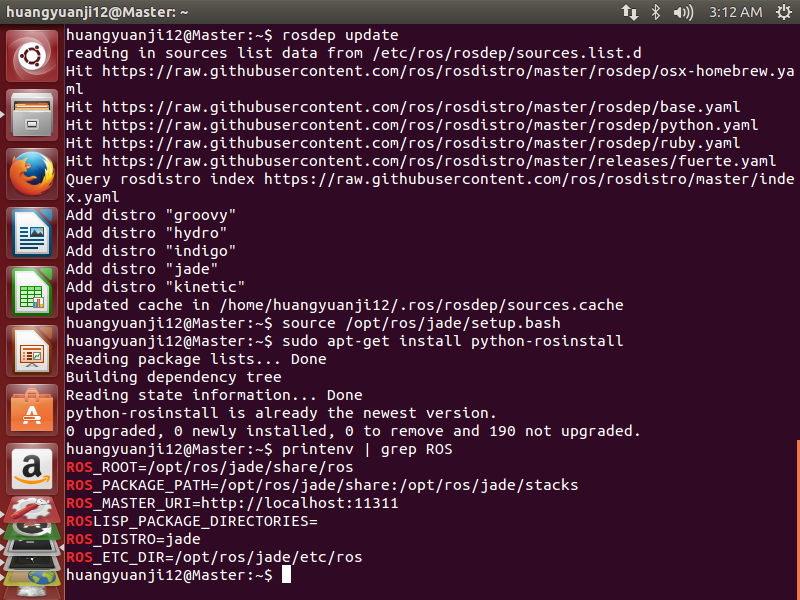 huangyuanji12@Master: ~
3:12 AM
huangyuanji12@Master:~$ rosdep update
reading in sources list data from /etc/ros/rosdep/sources.list.d
Hit https://raw.githubusercontent.com/ros/rosdistro/master/rosdep/osx-homebrew.ya
ml
Hit https://raw.githubusercontent.com/ros/rosdistro/master/rosdep/base.yaml
Hit https://raw.githubusercontent.com/ros/rosdistro/master/rosdep/python.yaml
Hit https://raw.githubusercontent.com/ros/rosdistro/master/rosdep/ruby.yaml
Hit https://raw.githubusercontent.com/ros/rosdistro/master/releases/fuerte.yaml
Query rosdistro index https://raw.githubusercontent.com/ros/rosdistro/master/inde
x.yaml
Add distro "groovy"
Add distro "hydro"
Add distro "indigo"
Add distro "jade"
Add distro "kinetic"
updated cache in /home/huangyuanji12/.ros/rosdep/sources.cache
huangyuanji12@Master:~$ source /opt/ros/jade/setup.bash
huangyuanji12@Master:~$ sudo apt-get install python-rosinstall
Reading package lists... Done
Building dependency tree
Reading state information... Done
python-rosinstall is already the newest version.
0 upgraded, 0 newly installed, 0 to remove and 190 not upgraded.
huangyuanji12@Master:~$ printenv | grep ROS
ROS_ROOT=/opt/ros/jade/share/ros
ROS_PACKAGE_PATH=/opt/ros/jade/share:/opt/ros/jade/stacks
ROS_MASTER_URI=http://localhost:11311
ROSLISP_PACKAGE_DIRECTORIES=
ROS_DISTRO=jade
ROS_ETC_DIR=/opt/ros/jade/etc/ros
huangyuanji12@Master:~$